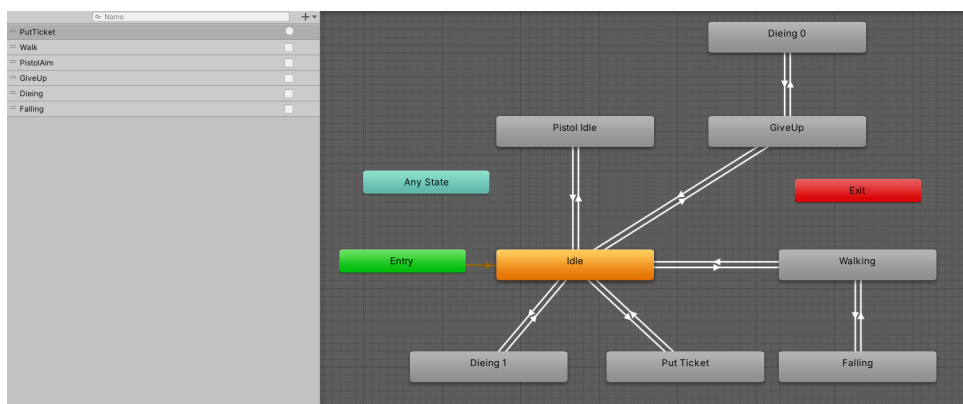 Name
PutTicket
Walk
PistolAim
GiveUp
Dieing
Falling
Dieing 0
Pistol Idle
GiveUp
Any State
Exit
Entry
Idle
Walking
Dieing 1
Put Ticket
Falling